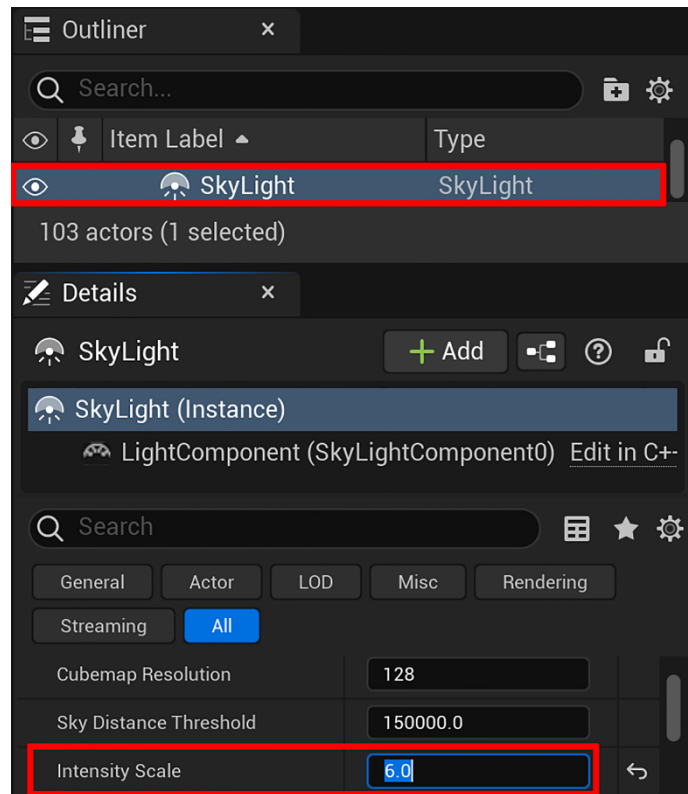 Outliner
Search...
Item Label Type
SkyLight SkyLight
103 actors (1 selected)
Details
SkyLight Add
SkyLight (Instance)
LightComponent (SkyLightComponent0) Edit in C+-
Search
General Actor LOD Misc Rendering
Streaming All
Cubemap Resolution 128
Sky Distance Threshold 150000.0
Intensity Scale 6.0